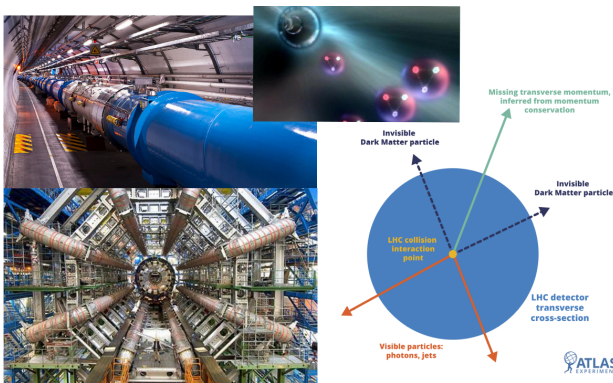 Missing transverse momentum,
inferred from momentum
conservation
Invisible
Dark Matter particle
Invisible
Dark Matter particle
LHC collision
interaction
point
LHC detector
transverse
cross-section
Visible particles:
photons, jets
ATLAS
EXPERIMENT